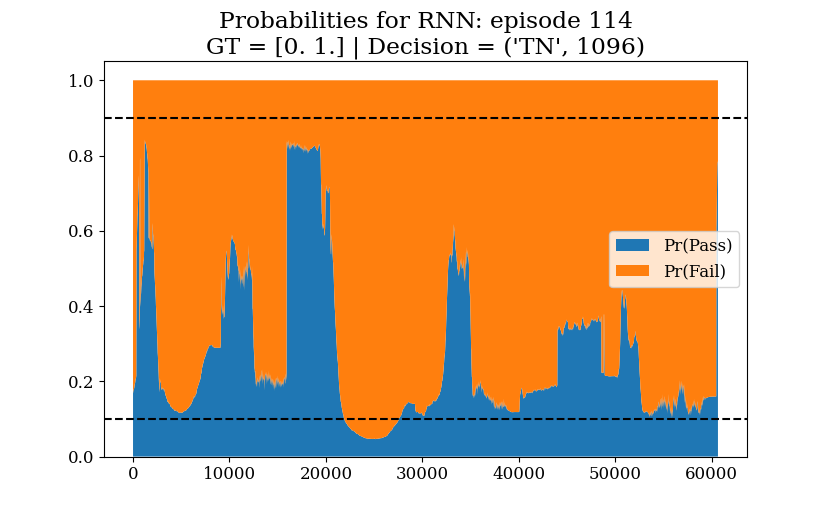 Probabilities for RNN: episode 114
GT = [0. 1.] | Decision = ('TN', 1096)
1.0
0.8
0.6
0.4
0.2
0.0
Pr(Pass)
Pr(Fail)
0 10000 20000 30000 40000 50000 60000